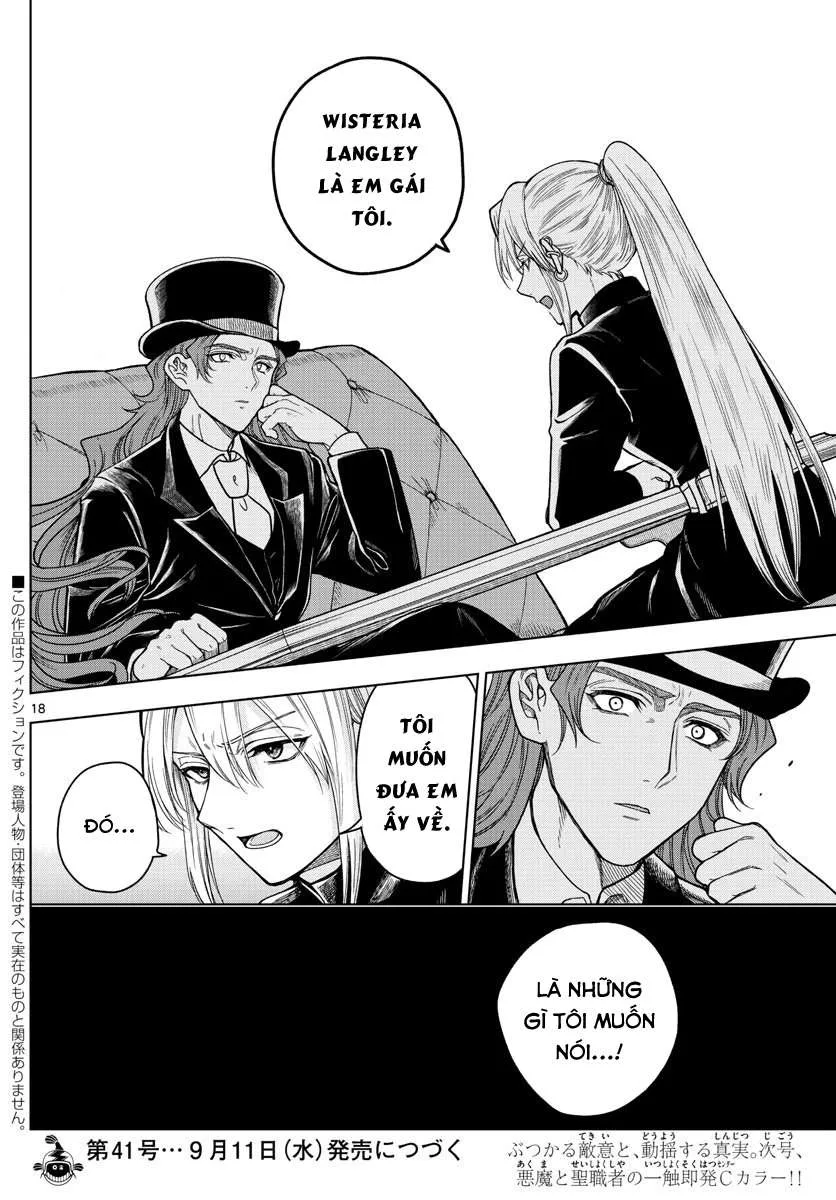 WISTERIA
LANGLEY
LÀ EM GÁI
TÔI.
TÔI
MUỐN
ĐƯA EM
ẤY VỀ.
ĐÓ...
LÀ NHỮNG
GÌ TÔI MUỐN
NÓI...!
■この作品はフィクションです。登場人物・団体等はすべて実在のものと関係ありません。
18
第41号…9月11日(水)発売につづく
ぶつかる敵意と、動揺する真実。次号、
悪魔と聖職者の一触即発Cカラー!!